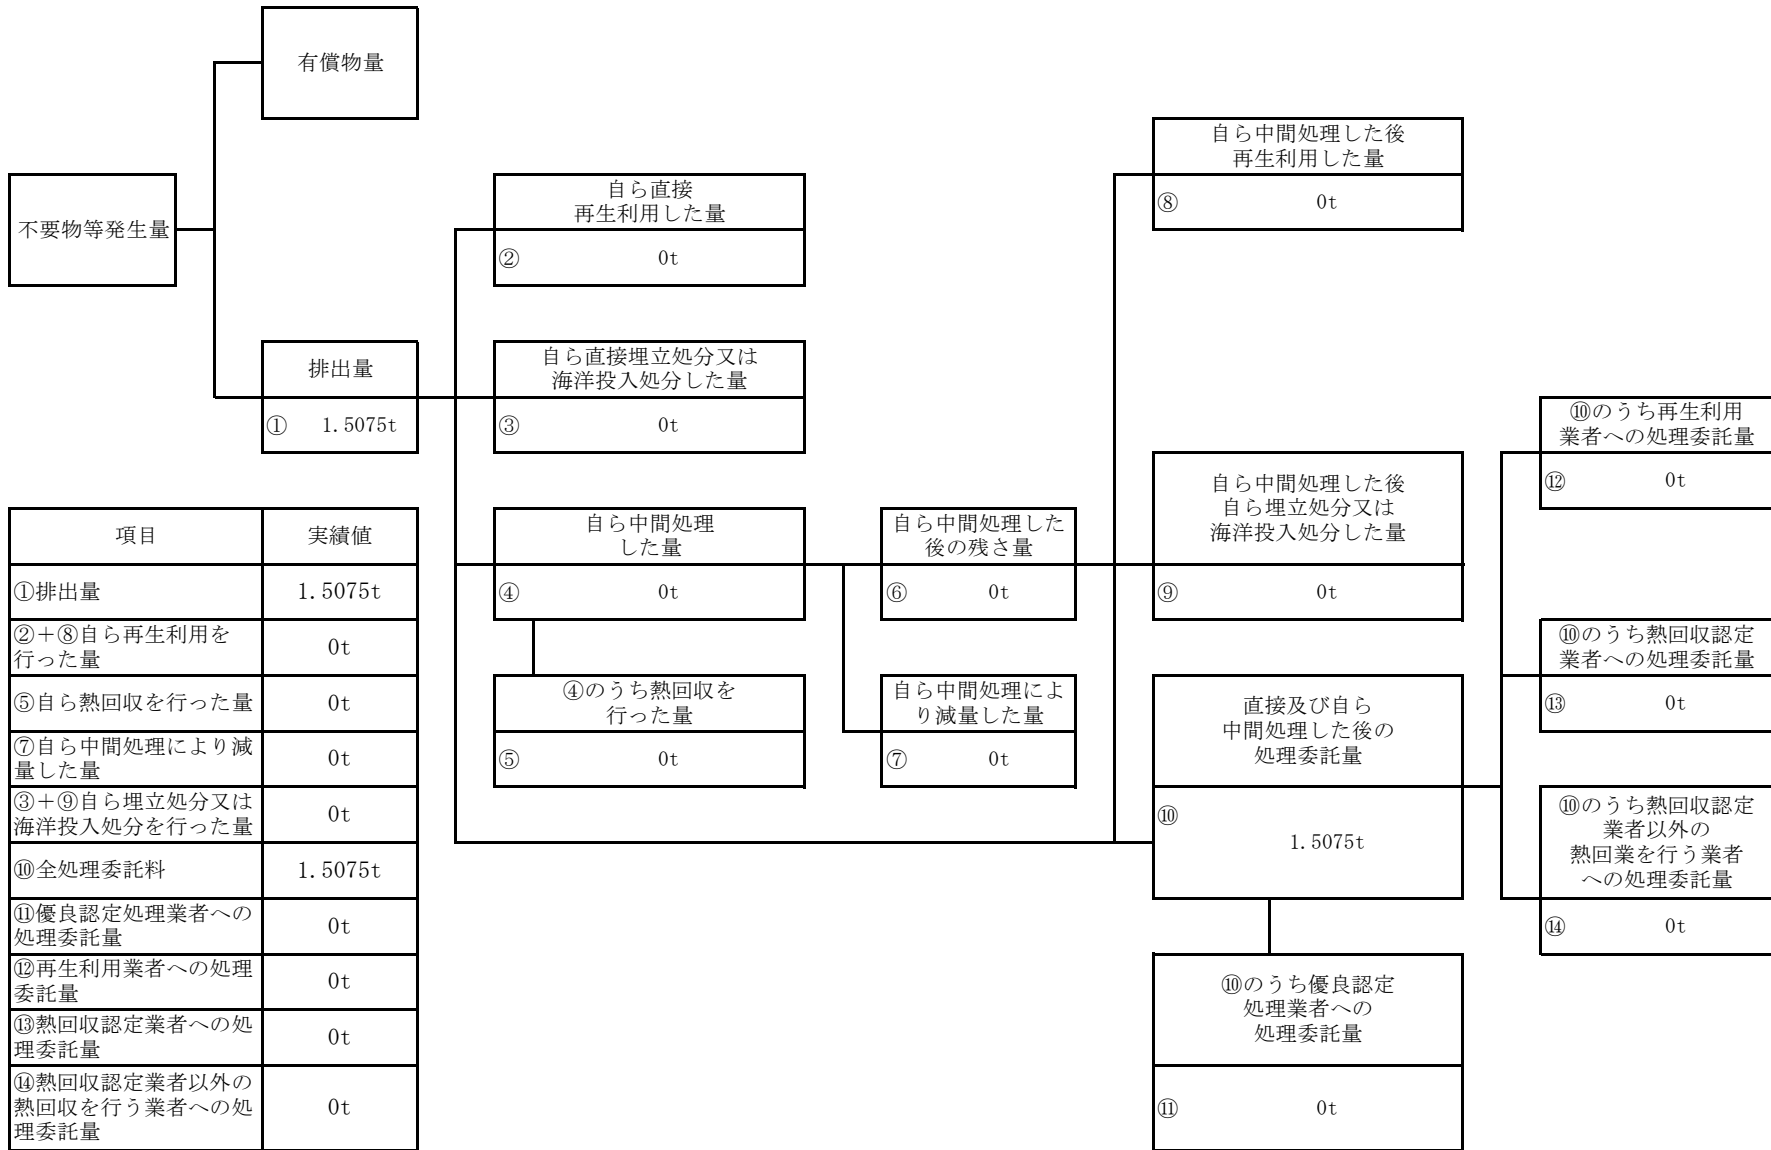 有償物量
不要物等発生量
自ら直接
再生利用した量
② 0t
自ら中間処理した後
再生利用した量
⑧ 0t
排出量
① 1.5075t
自ら直接埋立処分又は
海洋投入処分した量
③ 0t
自ら中間処理
した量
④ 0t
④のうち熱回収を
行った量
⑤ 0t
自ら中間処理した
後の残さ量
⑥ 0t
自ら中間処理によ
り減量した量
⑦ 0t
自ら中間処理した後
自ら埋立処分又は
海洋投入処分した量
⑨ 0t
直接及び自ら
中間処理した後の
処理委託量
⑩
1.5075t
⑩のうち優良認定
処理業者への
処理委託量
⑪ 0t
⑩のうち再生利用
業者への処理委託量
⑫ 0t
⑩のうち熱回収認定
業者への処理委託量
⑬ 0t
⑩のうち熱回収認定
業者以外の
熱回業を行う業者
への処理委託量
⑭ 0t
項目 実績値
①排出量 1.5075t
②＋⑧自ら再生利用を
行った量 0t
⑤自ら熱回収を行った量 0t
⑦自ら中間処理により減
量した量 0t
③＋⑨自ら埋立処分又は
海洋投入処分を行った量 0t
⑩全処理委託料 1.5075t
⑪優良認定処理業者への
処理委託量 0t
⑫再生利用業者への処理
委託量 0t
⑬熱回収認定業者への処
理委託量 0t
⑭熱回収認定業者以外の
熱回収を行う業者への処
理委託量 0t